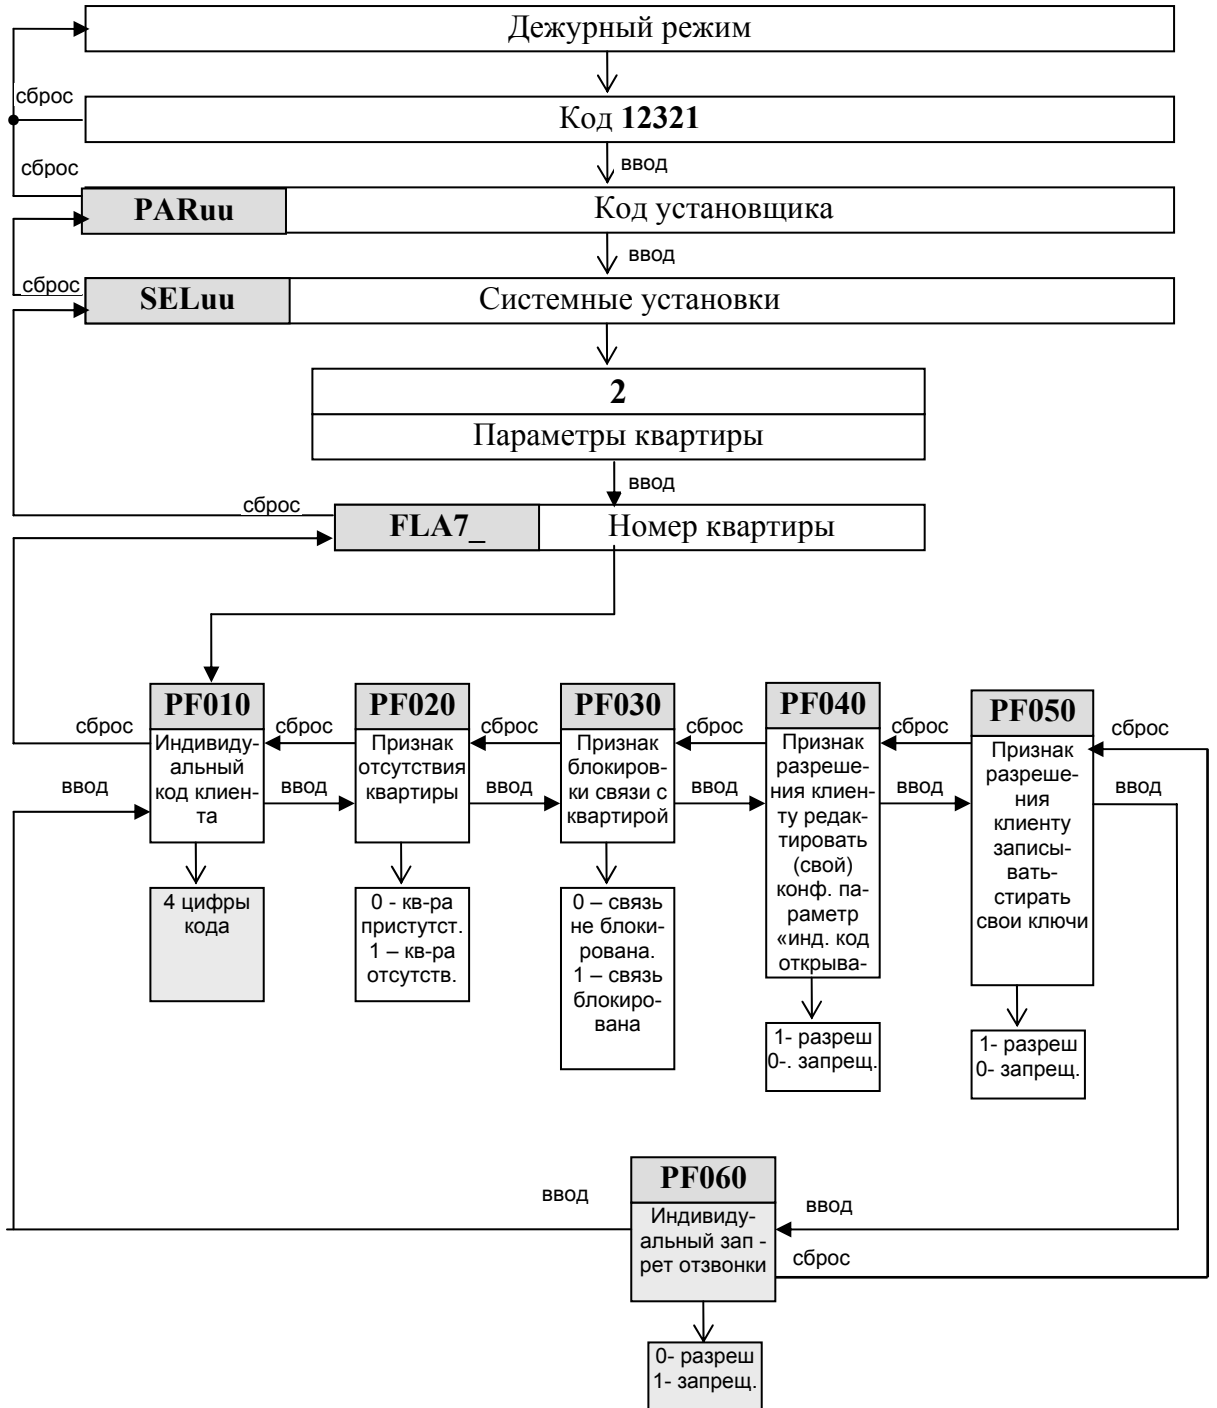 Дежурный режим
сброс
Код 12321
ввод
сброс
PARuu
Код установщика
ввод
сброс
SELuu
Системные установки
2
Параметры квартиры
ввод
сброс
FLA7_
Номер квартиры
PF010
PF020
PF030
PF040
PF050
сброс
сброс
сброс
сброс
сброс
сброс
ввод
ввод
ввод
ввод
ввод
ввод
Индивиду-
альный
код клиен-
та
Признак
отсутствия
квартиры
Признак
блокиров-
ки связи с
квартирой
Признак
разреше-
ния клиен-
ту редак-
тировать
(свой)
конф. па-
раметр
«инд. код
открыва-
Признак
разреше-
ния
клиенту
записы-
вать-
стирать
свои ключи
4 цифры
кода
0 - кв-ра
пристутст.
1 – кв-ра
отсутств.
0 – связь
не блоки-
рована.
1 – связь
блокиро-
вана
1- разреш
0-. запрещ.
1- разреш
0- запрещ.
PF060
ввод
ввод
Индивиду-
альный зап -
рет отзвонки
сброс
0- разреш
1- запрещ.